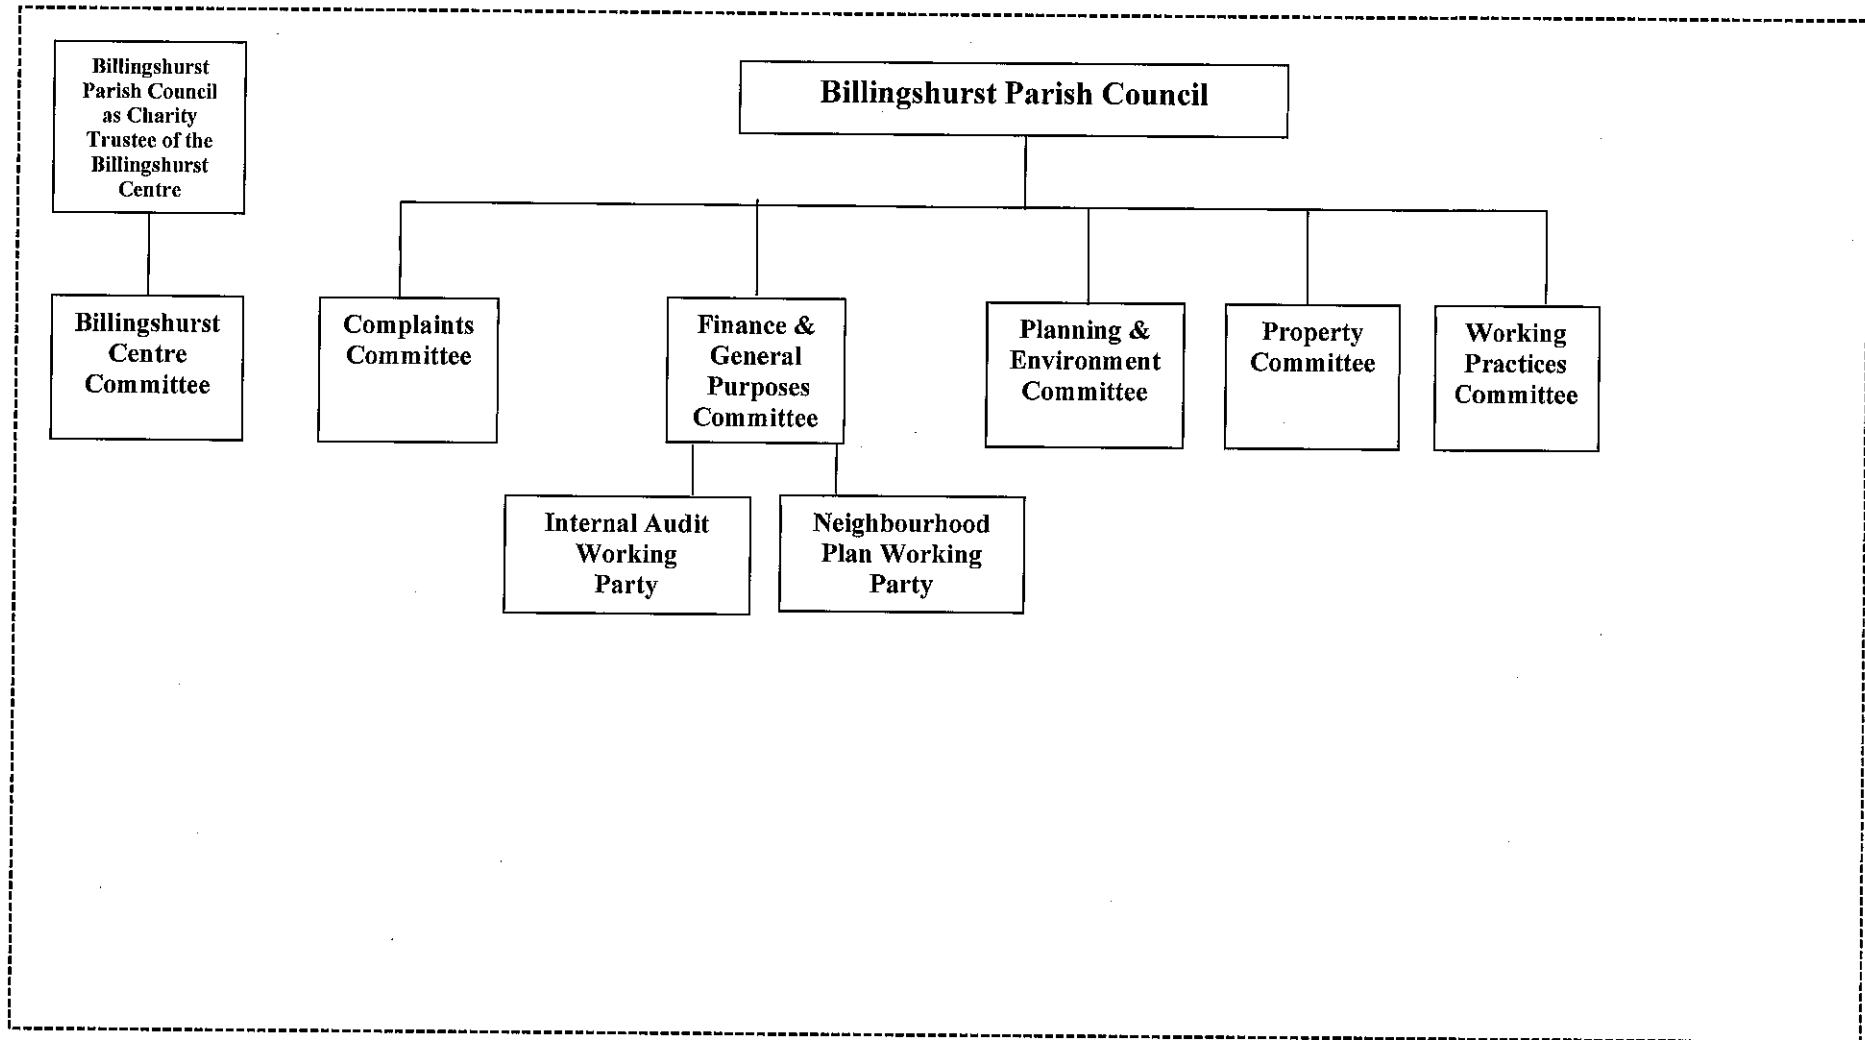 Billingshurst
Parish Council
as Charity
Trustee of the
Billingshurst
Centre
Billingshurst Parish Council
Billingshurst
Centre
Committee
Complaints
Committee
Finance &
General
Purposes
Committee
Planning &
Environment
Committee
Property
Committee
Working
Practices
Committee
Internal Audit
Working
Party
Neighbourhood
Plan Working
Party